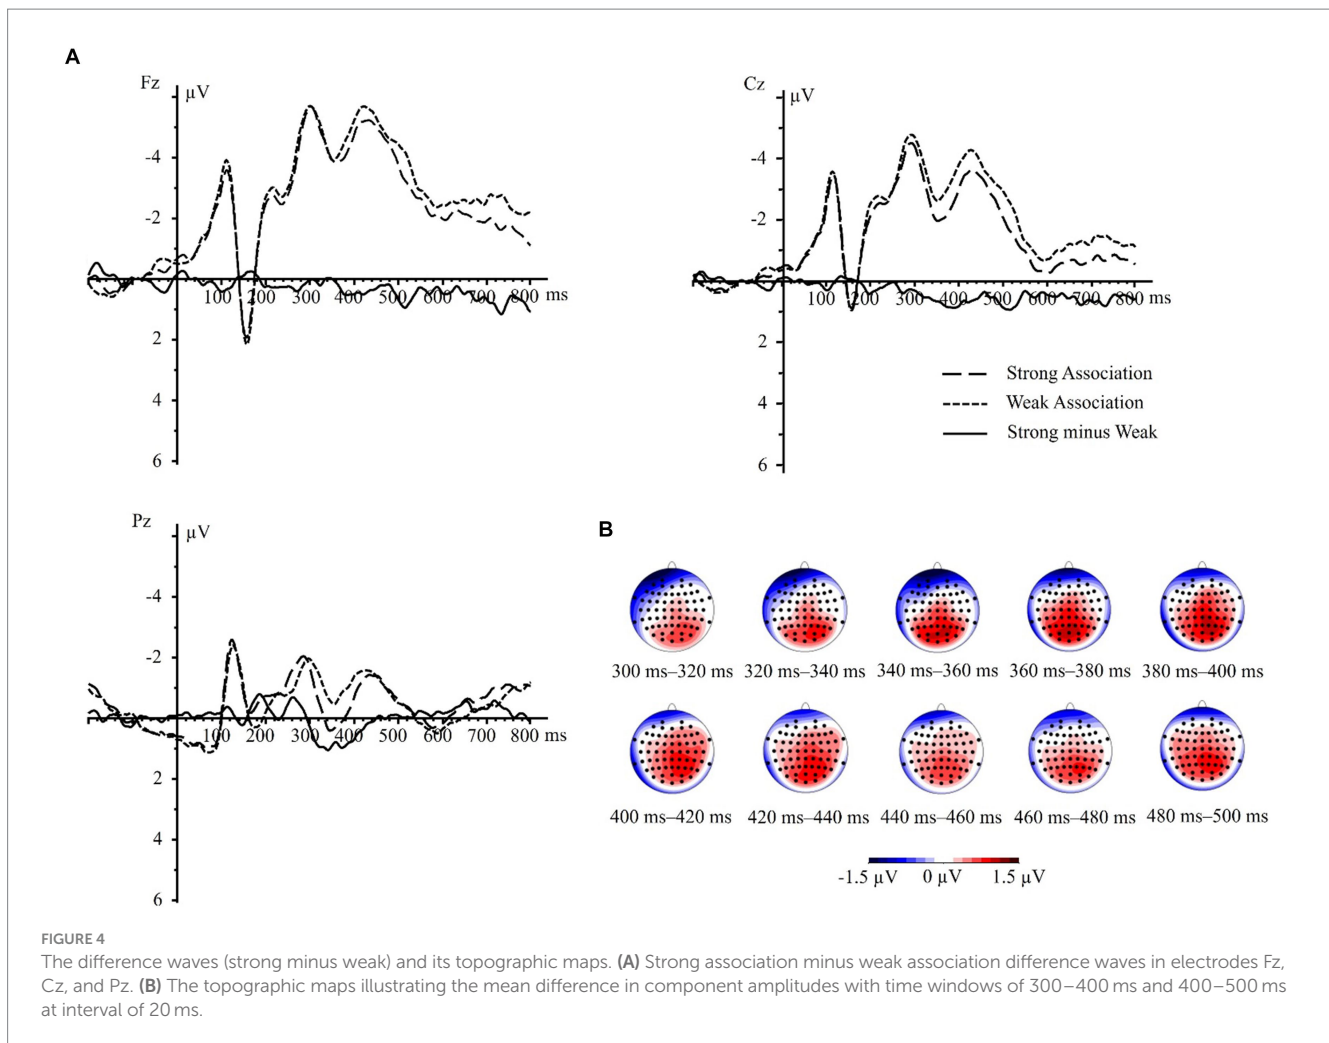 A
Fz
µV
-4
-2
100 200 300 400 500 600 700 800 ms
2
4
6
Cz
µV
-4
-2
100 200 300 400 500 600 700 800 ms
2
4
6
Strong Association
Weak Association
Strong minus Weak
Pz
µV
-4
-2
100 200 300 400 500 600 700 800 ms
2
4
6
B
300 ms–320 ms 320 ms–340 ms 340 ms–360 ms 360 ms–380 ms 380 ms–400 ms
400 ms–420 ms 420 ms–440 ms 440 ms–460 ms 460 ms–480 ms 480 ms–500 ms
-1.5 µV 0 µV 1.5 µV
FIGURE 4
The difference waves (strong minus weak) and its topographic maps. (A) Strong association minus weak association difference waves in electrodes Fz,
Cz, and Pz. (B) The topographic maps illustrating the mean difference in component amplitudes with time windows of 300–400 ms and 400–500 ms
at interval of 20 ms.